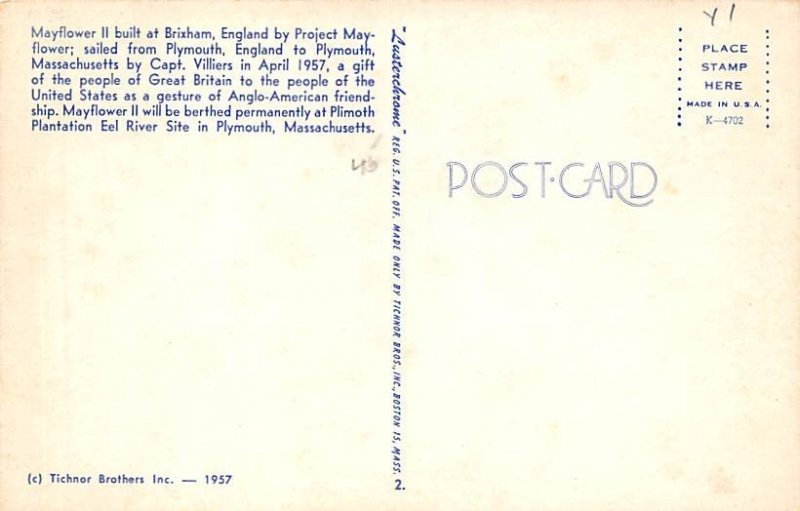 Mayflower II built at Brixham, England by Project May-
flower; sailed from Plymouth, England to Plymouth,
Massachusetts by Capt. Villiers in April 1957, a gift
of the people of Great Britain to the people of the
United States as a gesture of Anglo-American friend-
ship. Mayflower II will be berthed permanently at Plimoth
Plantation Eel River Site in Plymouth, Massachusetts.
(c) Tichnor Brothers Inc. — 1957
"Lusterchrome" REG. U.S. PAT. OFF. MADE ONLY BY TICHNOR BROS., INC., BOSTON 15, MASS.
2.
POST·CARD
PLACE
STAMP
HERE
MADE IN U.S.A.
K—4702